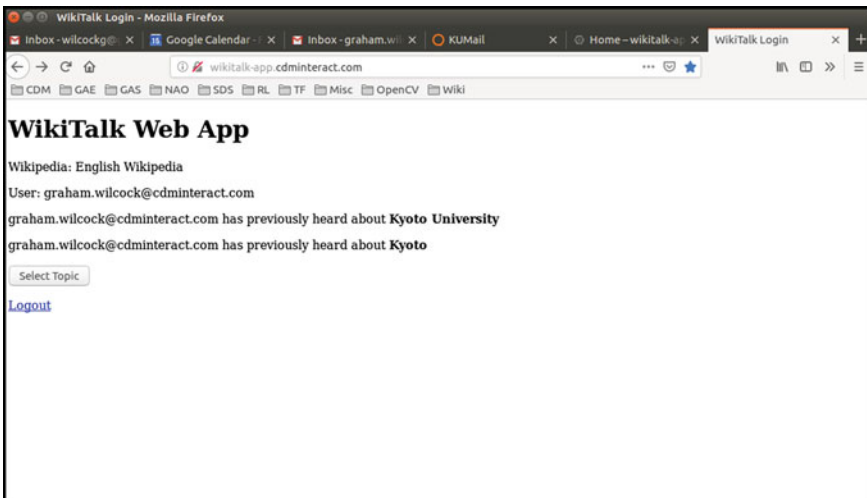 WikiTalk Login - Mozilla Firefox
Inbox - wilcockg@ Google Calendar - Inbox - graham.wil KUMail Home – wikitalk-ap WikiTalk Login
wikitalk-app.cdminteract.com
CDM GAE GAS NAO SDS RL TF Misc OpenCV Wiki
WikiTalk Web App
Wikipedia: English Wikipedia
User: graham.wilcock@cdminteract.com
graham.wilcock@cdminteract.com has previously heard about Kyoto University
graham.wilcock@cdminteract.com has previously heard about Kyoto
Select Topic
Logout